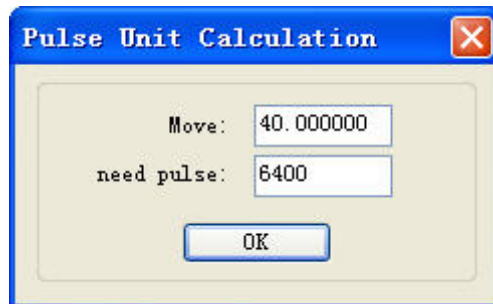 Pulse Unit Calculation
Move: 40.000000
need pulse: 6400
OK